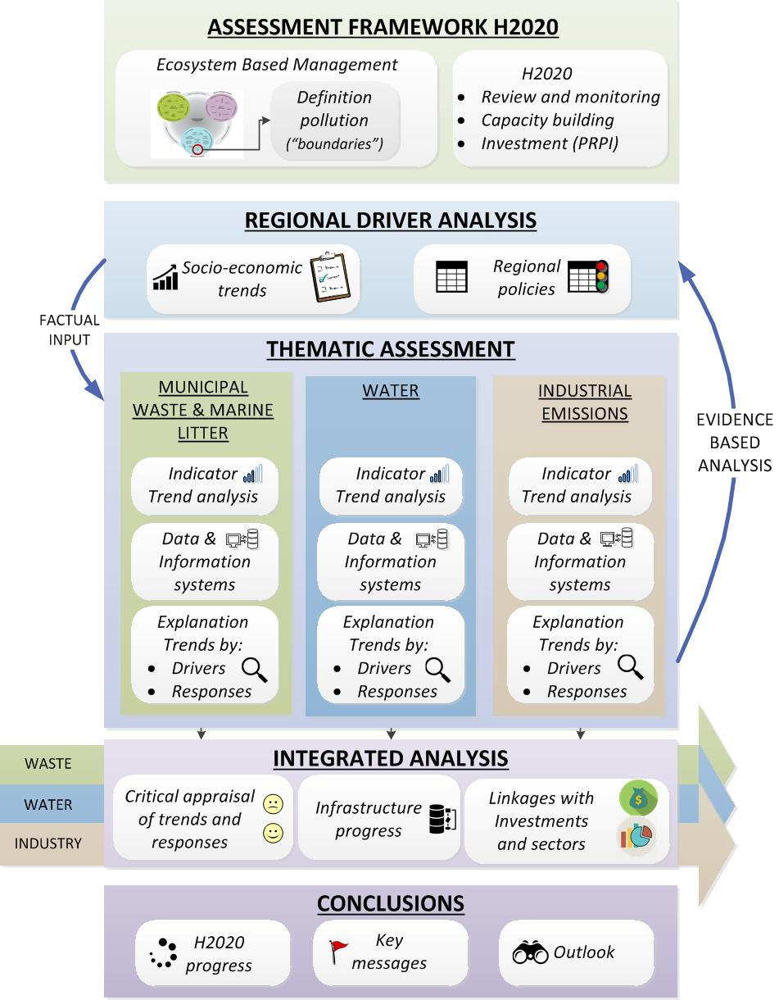 ASSESSMENT FRAMEWORK H2020
Ecosystem Based Management
Definition
pollution
(“boundaries”)
H2020
• Review and monitoring
• Capacity building
• Investment (PRPI)
REGIONAL DRIVER ANALYSIS
Socio-economic
trends
Regional
policies
FACTUAL
INPUT
THEMATIC ASSESSMENT
MUNICIPAL
WASTE & MARINE
LITTER
Indicator
Trend analysis
Data &
Information
systems
Explanation
Trends by:
• Drivers
• Responses
WATER
Indicator
Trend analysis
Data &
Information
systems
Explanation
Trends by:
• Drivers
• Responses
INDUSTRIAL
EMISSIONS
Indicator
Trend analysis
Data &
Information
systems
Explanation
Trends by:
• Drivers
• Responses
EVIDENCE
BASED
ANALYSIS
WASTE
WATER
INDUSTRY
INTEGRATED ANALYSIS
Critical appraisal
of trends and
responses
Infrastructure
progress
Linkages with
Investments
and sectors
$
CONCLUSIONS
H2020
progress
Key
messages
Outlook